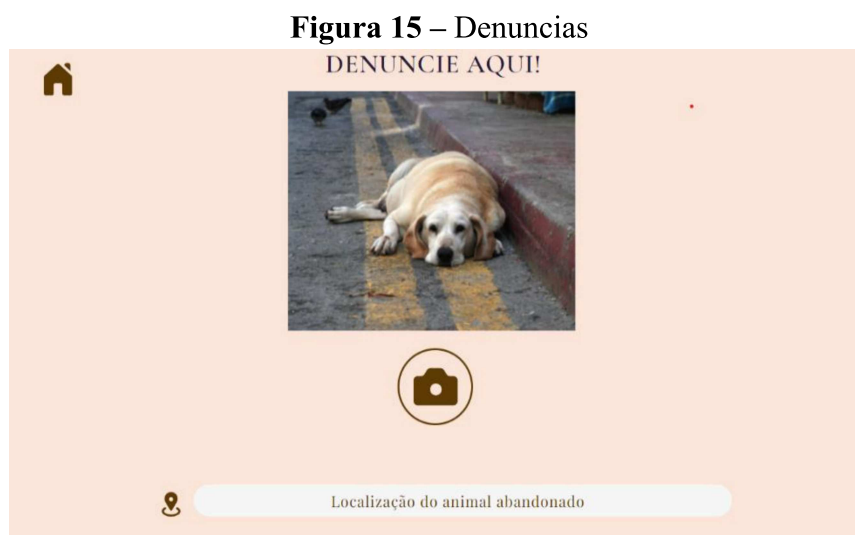 Figura 15 – Denuncias
DENUNCIE AQUI!
Localização do animal abandonado